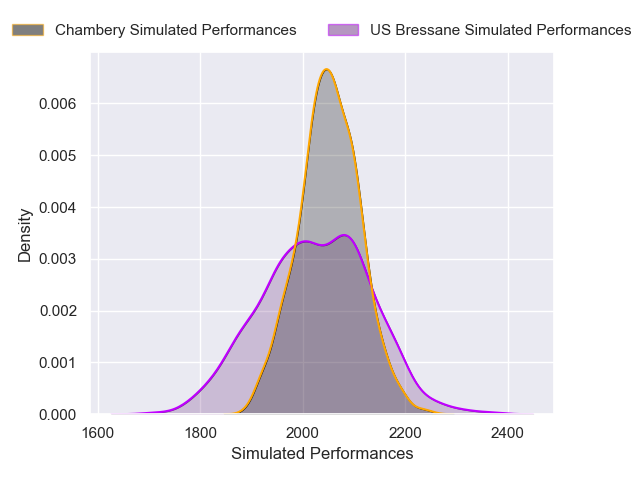 Chambery Simulated Performances
US Bressane Simulated Performances
0.006
0.005
0.004
0.003
0.002
0.001
0.000
Density
1600 1800 2000 2200 2400
Simulated Performances